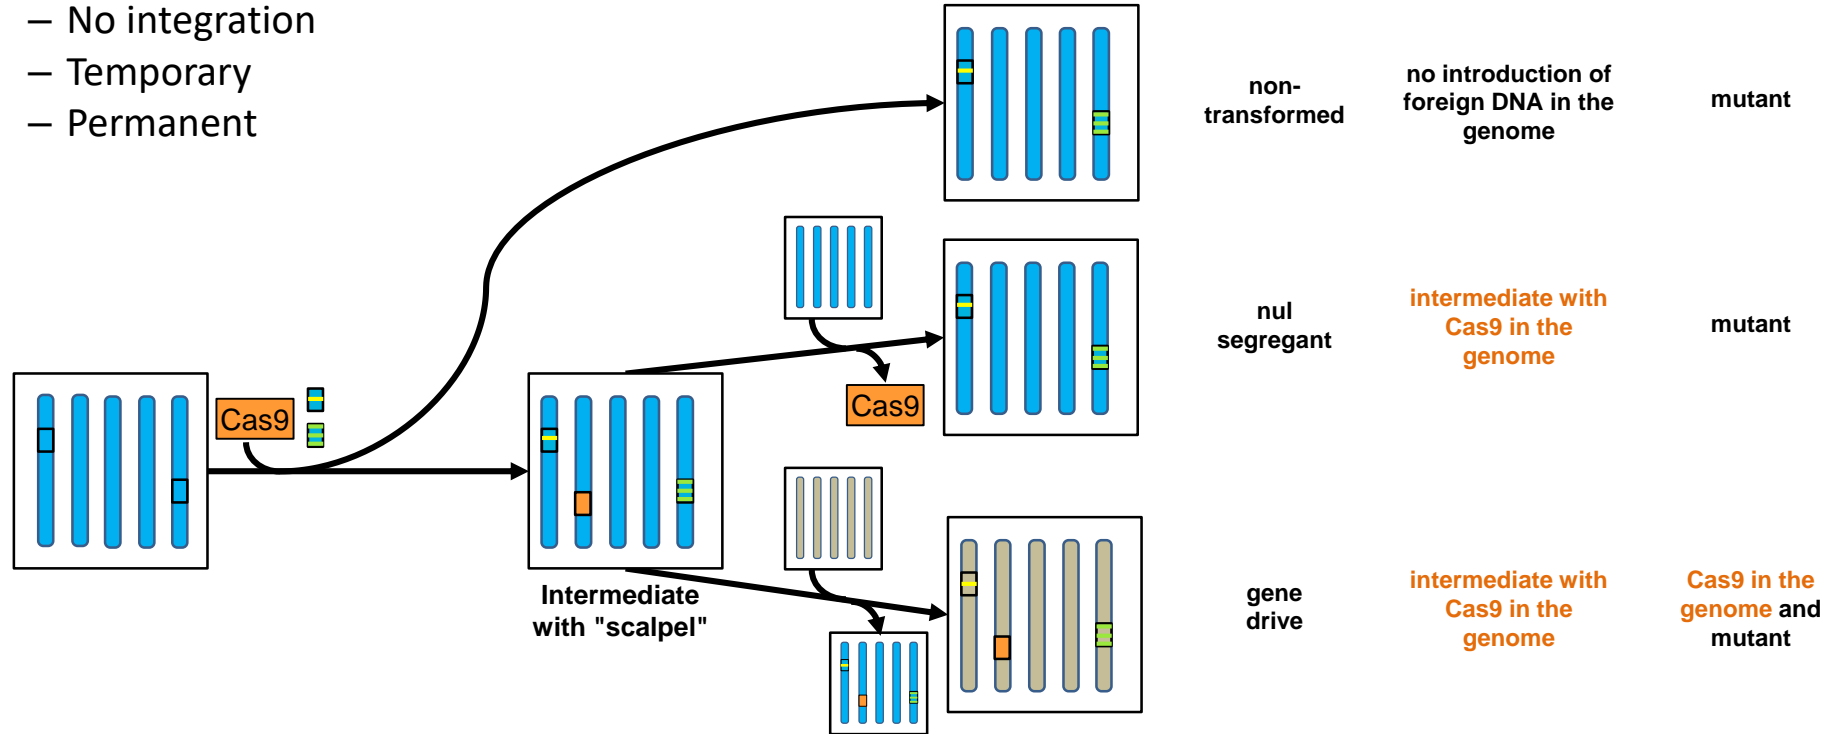 – No integration
– Temporary
– Permanent
non-
transformed
no introduction of
foreign DNA in the
genome
mutant
nul
segregant
intermediate with
Cas9 in the
genome
mutant
Cas9
Cas9
Intermediate
with "scalpel"
gene
drive
intermediate with
Cas9 in the
genome
Cas9 in the
genome and
mutant